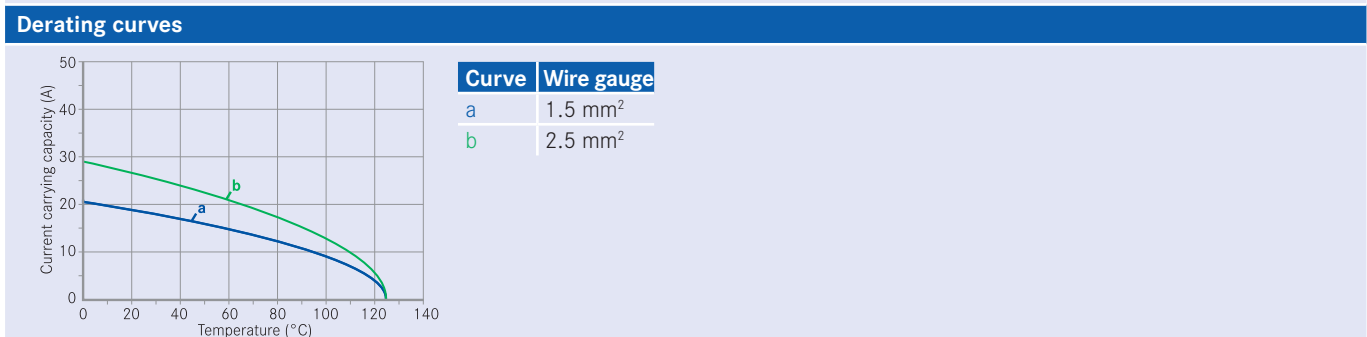 Derating curves
Current carrying capacity (A)
50
40
30
20
10
0
b
a
0 20 40 60 80 100 120 140
Temperature (°C)
Curve Wire gauge
a 1.5 mm²
b 2.5 mm²